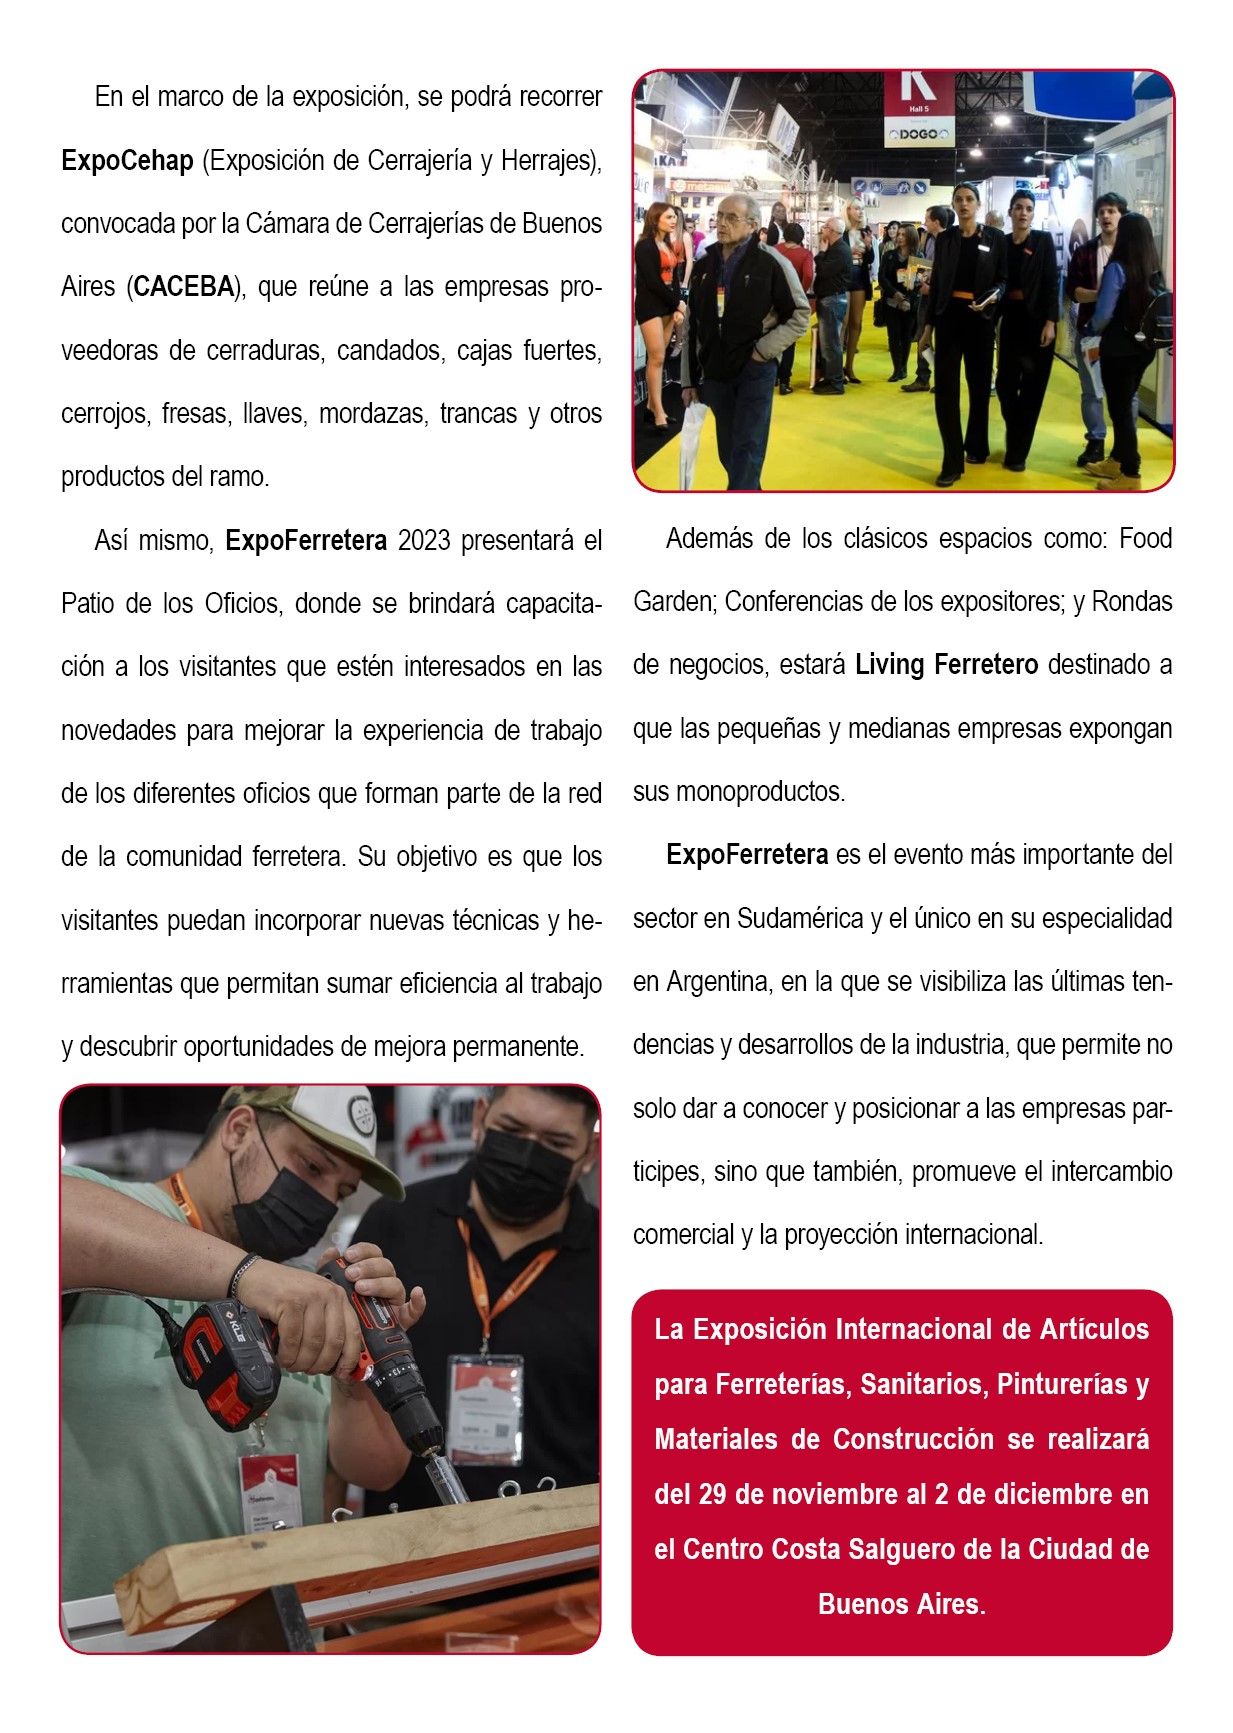 En el marco de la exposición, se podrá recorrer
ExpoCehap (Exposición de Cerrajería y Herrajes),
convocada por la Cámara de Cerrajerías de Buenos
Aires (CACEBA), que reúne a las empresas pro-
veedoras de cerraduras, candados, cajas fuertes,
cerrojos, fresas, llaves, mordazas, trancas y otros
productos del ramo.
Así mismo, ExpoFerretera 2023 presentará el
Patio de los Oficios, donde se brindará capacita-
ción a los visitantes que estén interesados en las
novedades para mejorar la experiencia de trabajo
de los diferentes oficios que forman parte de la red
de la comunidad ferretera. Su objetivo es que los
visitantes puedan incorporar nuevas técnicas y he-
rramientas que permitan sumar eficiencia al trabajo
y descubrir oportunidades de mejora permanente.
KLE
K
Hall 5
DOGO
Además de los clásicos espacios como: Food
Garden; Conferencias de los expositores; y Rondas
de negocios, estará Living Ferretero destinado a
que las pequeñas y medianas empresas expongan
sus monoproductos.
ExpoFerretera es el evento más importante del
sector en Sudamérica y el único en su especialidad
en Argentina, en la que se visibiliza las últimas ten-
dencias y desarrollos de la industria, que permite no
solo dar a conocer y posicionar a las empresas par-
ticipes, sino que también, promueve el intercambio
comercial y la proyección internacional.
La Exposición Internacional de Artículos
para Ferreterías, Sanitarios, Pinturerías y
Materiales de Construcción se realizará
del 29 de noviembre al 2 de diciembre en
el Centro Costa Salguero de la Ciudad de
Buenos Aires.